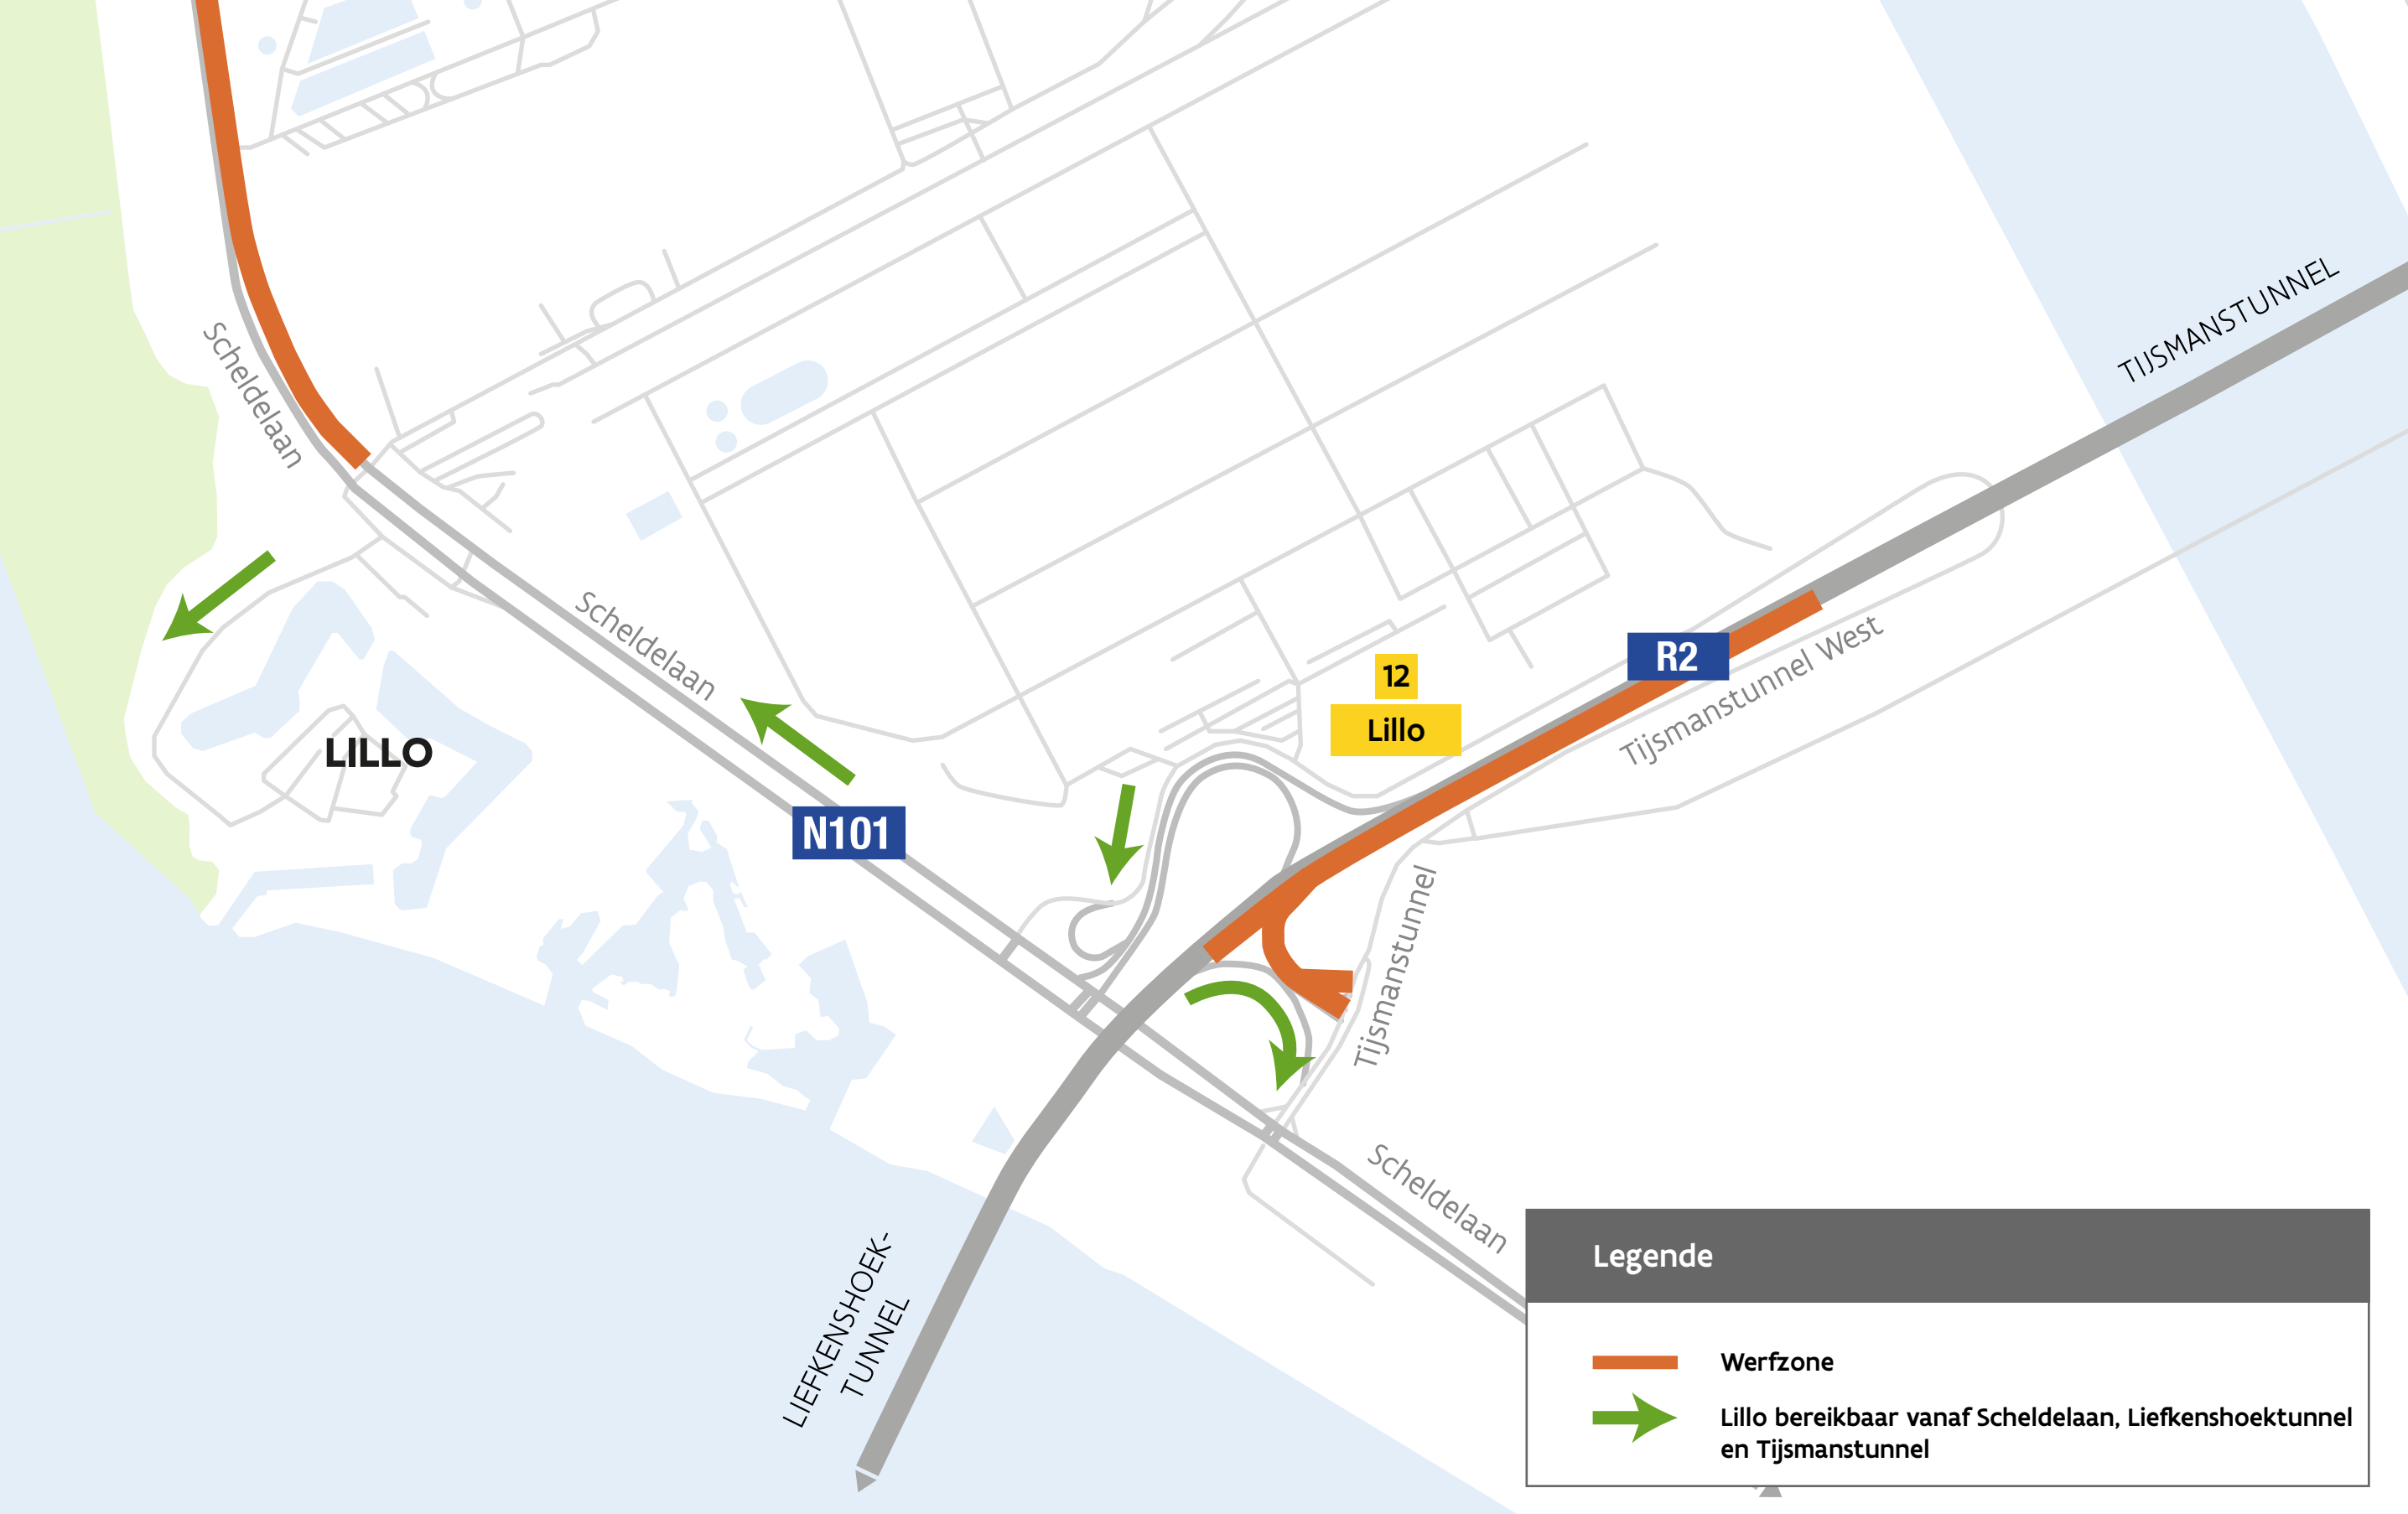 TIJSMANSTUNNEL
Scheldelaan
Scheldelaan
R2
Tijsmanstunnel West
12
Lillo
LILLO
N101
Tijsmanstunnel
Scheldelaan
LIEFKENSHOEK-
TUNNEL
Legende
Werfzone
Lillo bereikbaar vanaf Scheldelaan, Liefkenshoektunnel
en Tijsmanstunnel